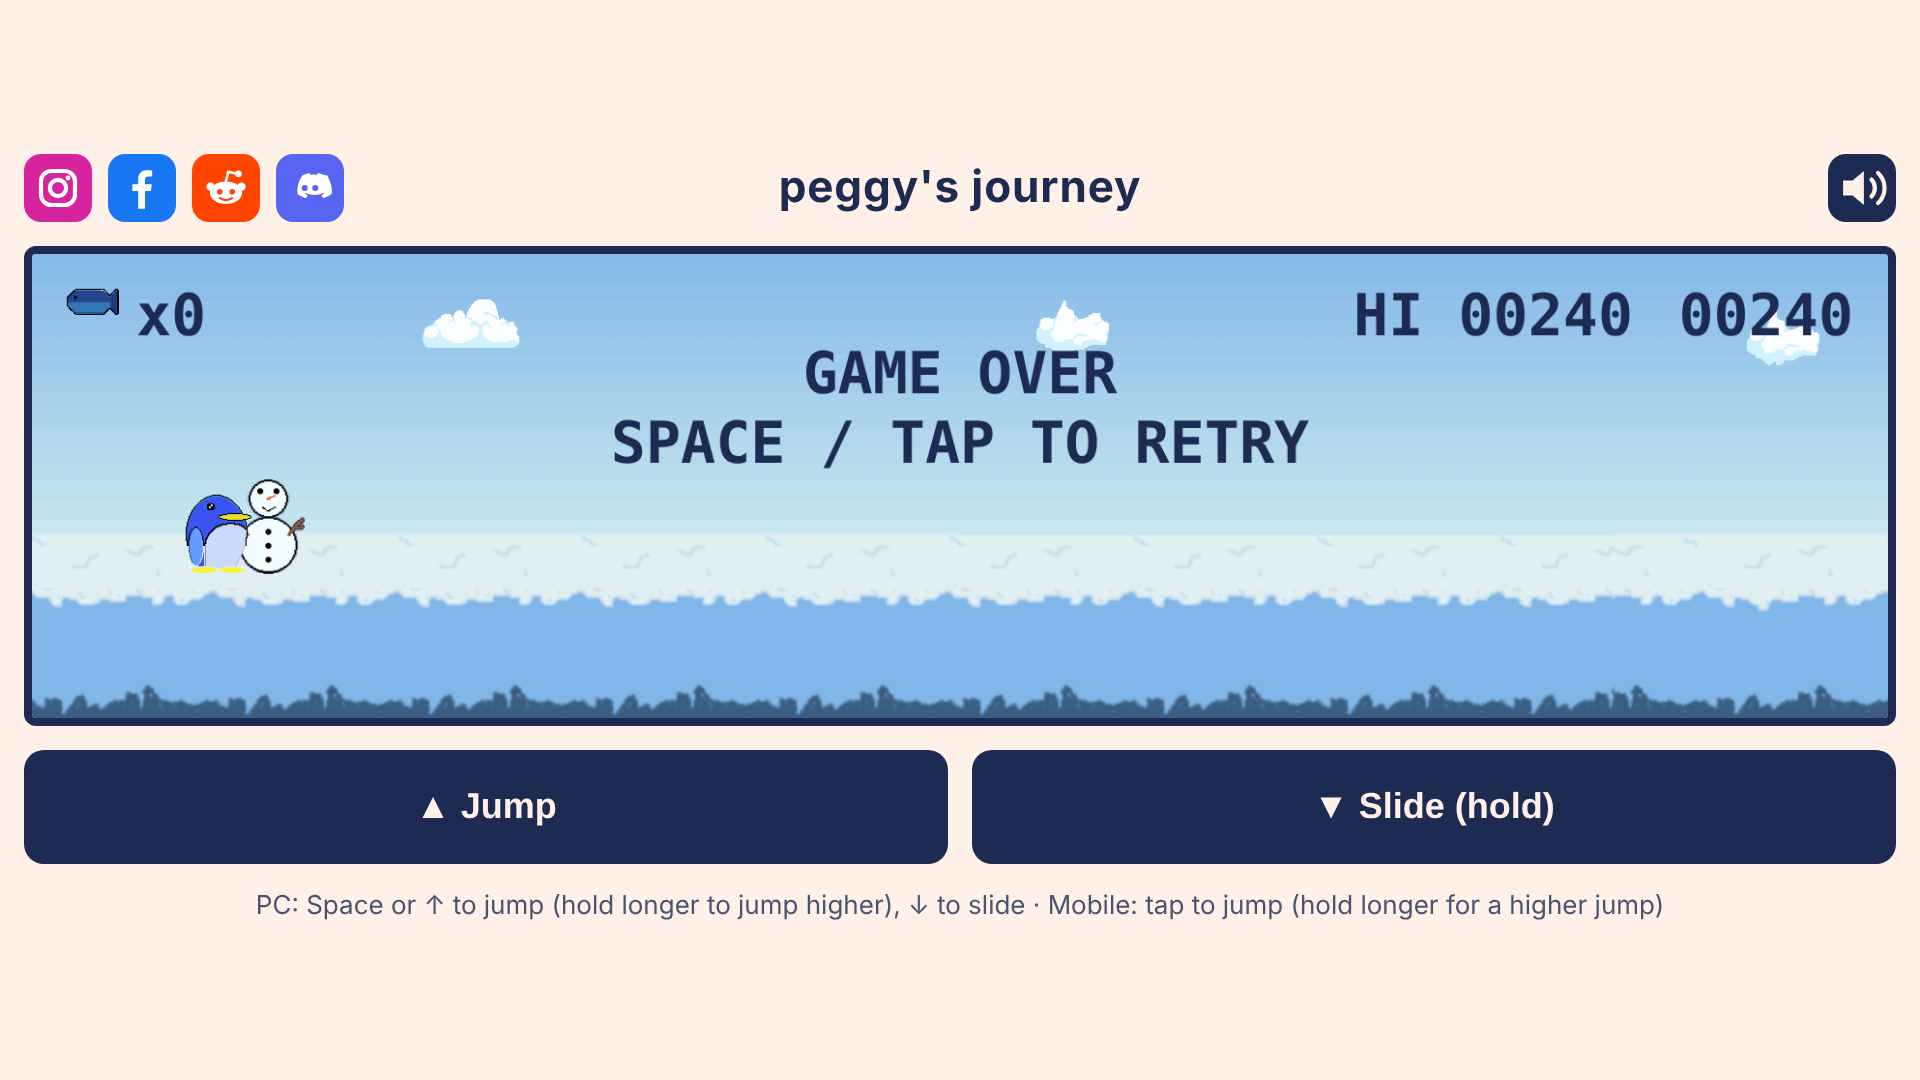 peggy's journey
x0
HI 00240 00240
GAME OVER
SPACE / TAP TO RETRY
▲ Jump
▼ Slide (hold)
PC: Space or ↑ to jump (hold longer to jump higher), ↓ to slide · Mobile: tap to jump (hold longer for a higher jump)